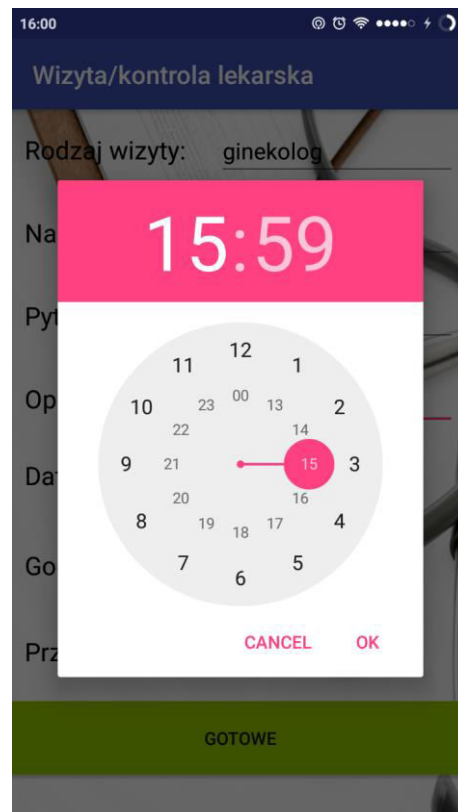 16:00
Wizyta/kontrola lekarska
Rodzaj wizyty: ginekolog
Na
15:59
Pyt
12
11 1
00
23 13
Op 10 2
22 14
Da 9 21 15 3
20 16
8 4
19 17
18
Go 7 5
6
CANCEL OK
Prz
GOTOWE